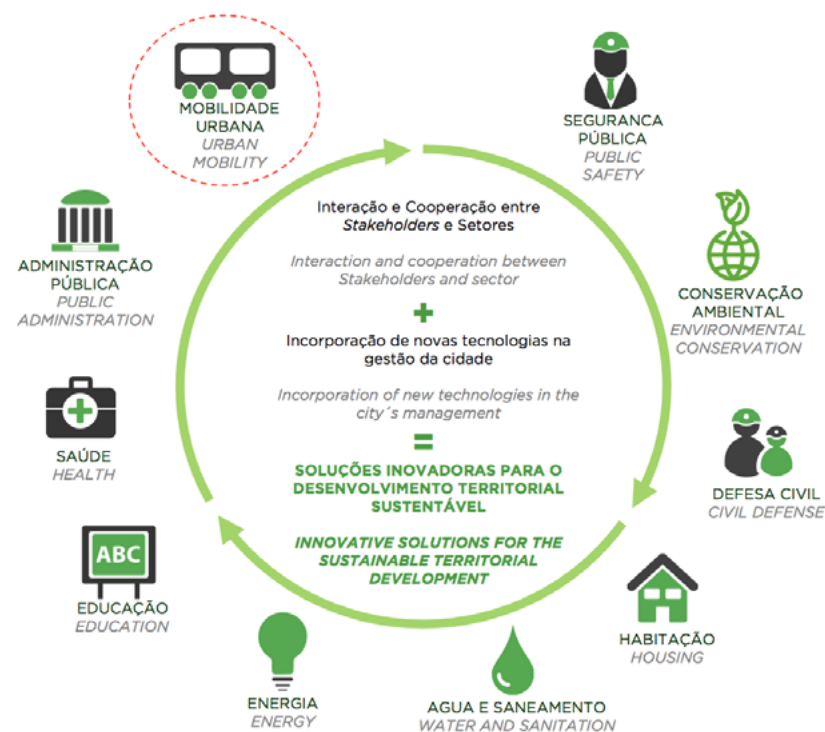 MOBILIDADE
URBANA
URBAN
MOBILITY
SEGURANCA
PÚBLICA
PUBLIC
SAFETY
CONSERVAÇÃO
AMBIENTAL
ENVIRONMENTAL
CONSERVATION
DEFESA CIVIL
CIVIL DEFENSE
HABITAÇÃO
HOUSING
AGUA E SANEAMENTO
WATER AND SANITATION
ENERGIA
ENERGY
ABC
EDUCAÇÃO
EDUCATION
SAÚDE
HEALTH
ADMINISTRAÇÃO
PÚBLICA
PUBLIC
ADMINISTRATION
Interação e Cooperação entre
Stakeholders e Setores
Interaction and cooperation between
Stakeholders and sector
+
Incorporação de novas tecnologias na
gestão da cidade
Incorporation of new technologies in the
city´s management
=
SOLUÇÕES INOVADORAS PARA O
DESENVOLVIMENTO TERRITORIAL
SUSTENTÁVEL
INNOVATIVE SOLUTIONS FOR THE
SUSTAINABLE TERRITORIAL
DEVELOPMENT